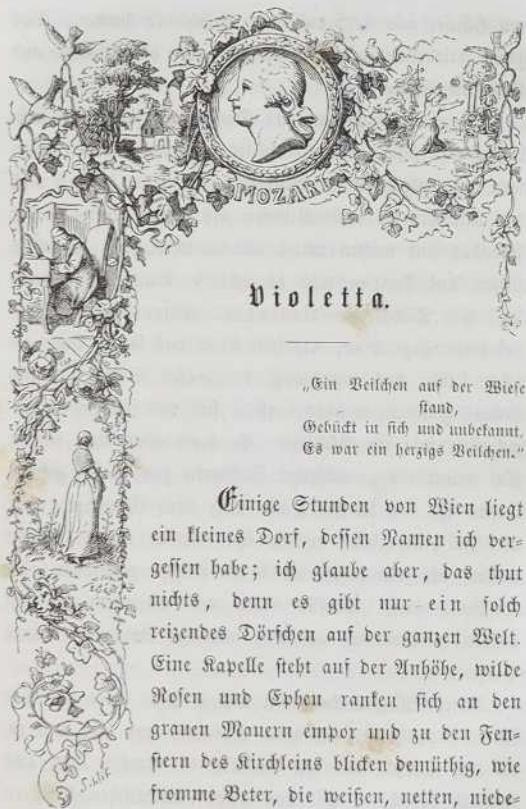 MOZART
Violetta.
„Ein Veilchen auf der Wiese
stand,
Gebückt in sich und unbekannt,
Es war ein herzigs Veilchen.“
Einige Stunden von Wien liegt
ein kleines Dorf, dessen Namen ich ver=
gessen habe; ich glaube aber, das thut
nichts, denn es gibt nur ein solch
reizendes Dörfchen auf der ganzen Welt.
Eine Kapelle steht auf der Anhöhe, wilde
Rosen und Epheu ranken sich an den
grauen Mauern empor und zu den Fen=
stern des Kirchleins blicken demüthig, wie
fromme Beter, die weißen, netten, niede=